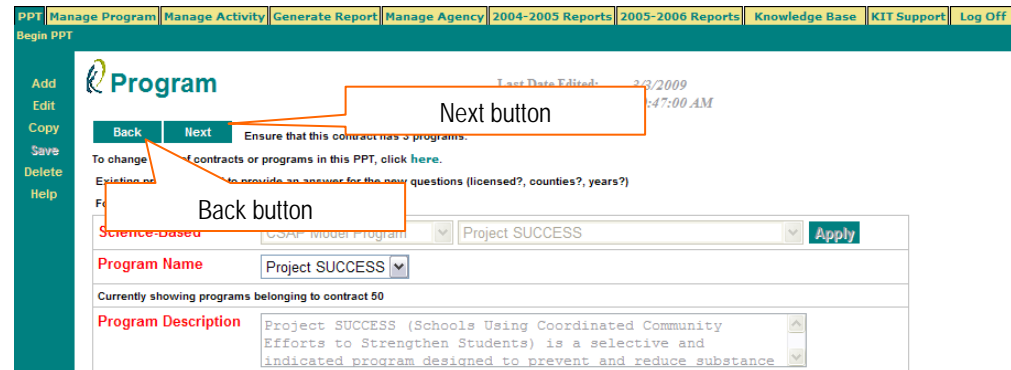 PPT Manage Program Manage Activity Generate Report Manage Agency 2004-2005 Reports 2005-2006 Reports Knowledge Base KIT Support Log Off
Begin PPT
Add
Edit
Copy
Save
Delete
Help
Program
Last Date Edited: 3/3/2009
:47:00 AM
Next button
Back Next Ensure that this contract has 3 programs.
To change of contracts or programs in this PPT, click here.
Existing to provide an answer for the new questions (licensed?, counties?, years?)
Back button
Science-Based CSAP Model Program Project SUCCESS Apply
Program Name Project SUCCESS
Currently showing programs belonging to contract 50
Program Description Project SUCCESS (Schools Using Coordinated Community
Efforts to Strengthen Students) is a selective and
indicated program designed to prevent and reduce substance